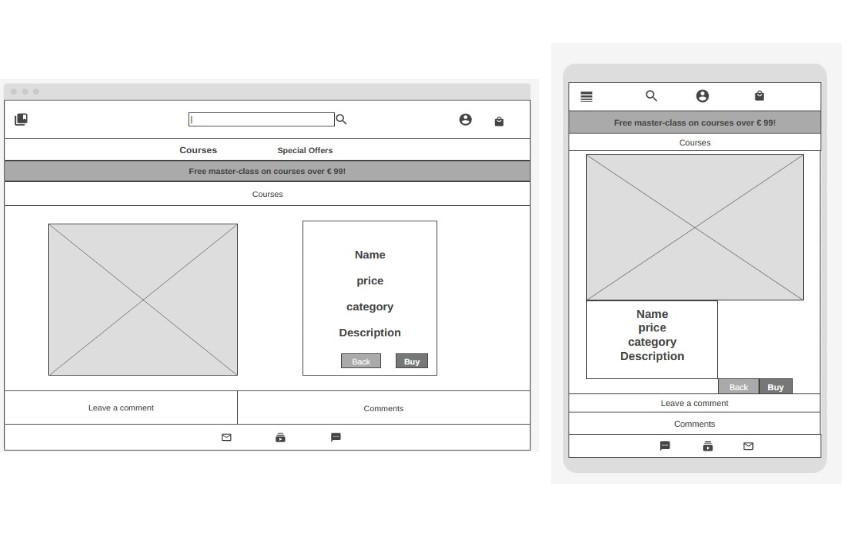 Courses
Special Offers
Free master-class on courses over € 99!
Courses
Name
price
category
Description
Back
Buy
Leave a comment
Comments
Free master-class on courses over € 99!
Courses
Name
price
category
Description
Back
Buy
Leave a comment
Comments